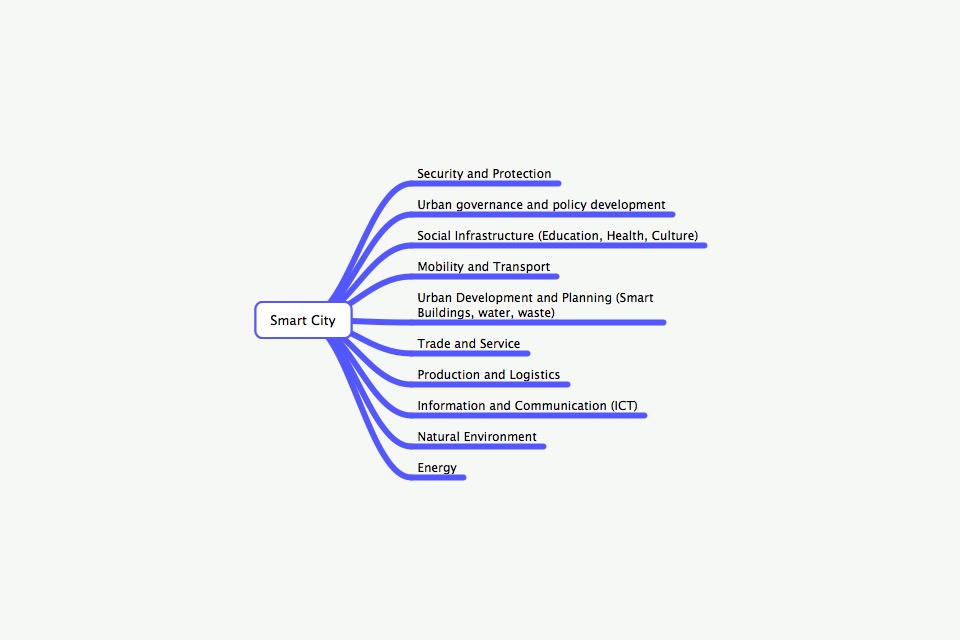 Security and Protection
Urban governance and policy development
Social Infrastructure (Education, Health, Culture)
Mobility and Transport
Urban Development and Planning (Smart
Buildings, water, waste)
Smart City
Trade and Service
Production and Logistics
Information and Communication (ICT)
Natural Environment
Energy